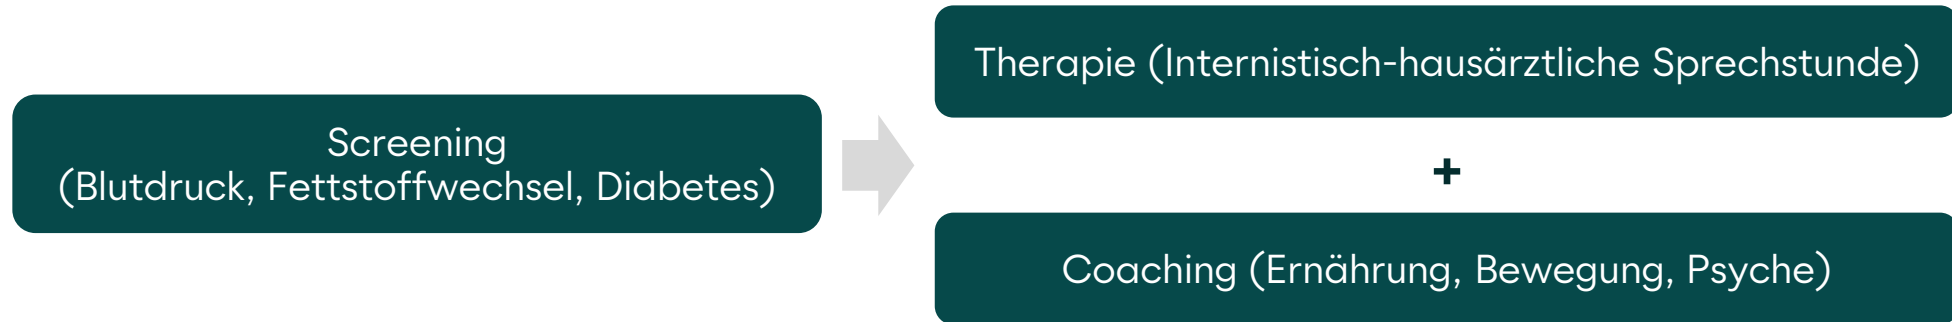 Screening
(Blutdruck, Fettstoffwechsel, Diabetes)
Therapie (Internistisch-hausärztliche Sprechstunde)
+
Coaching (Ernährung, Bewegung, Psyche)